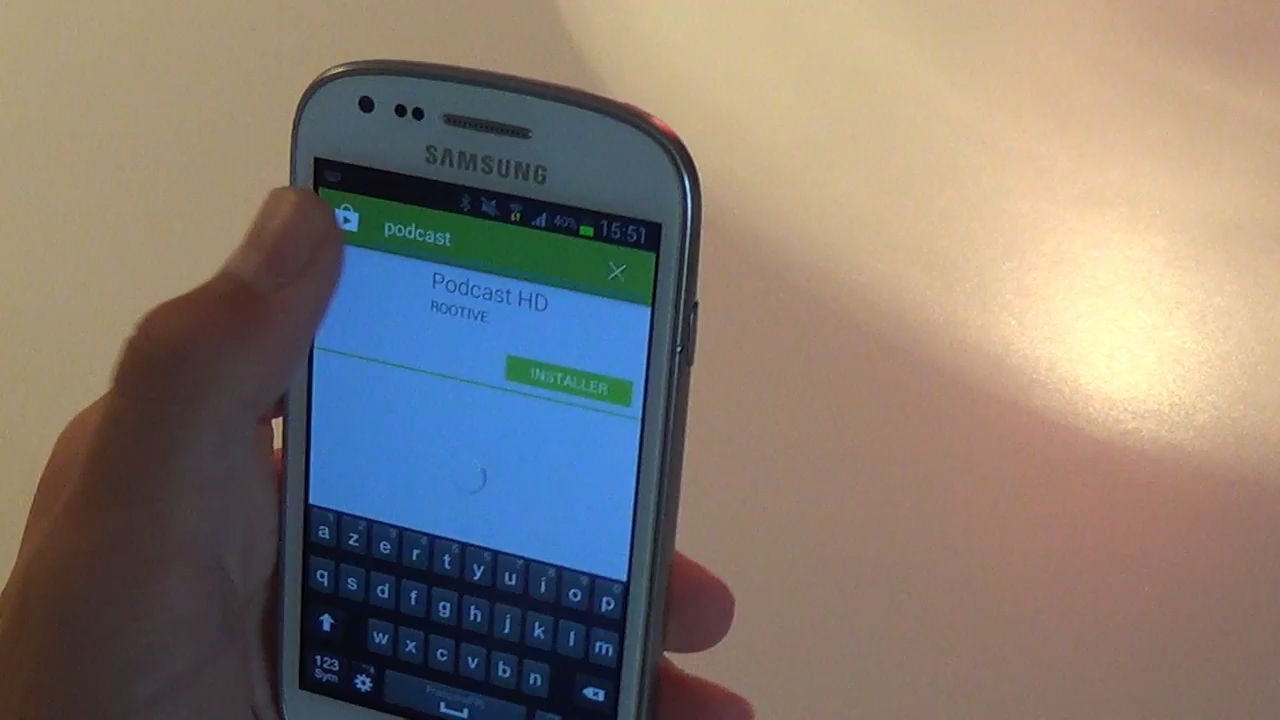 SAMSUNG
40% 15:51
podcast
Podcast HD
ROOTIVE
INSTALLER
a z e r t y u i o p
q s d f g h j k l m
w x c v b n
123
Sym